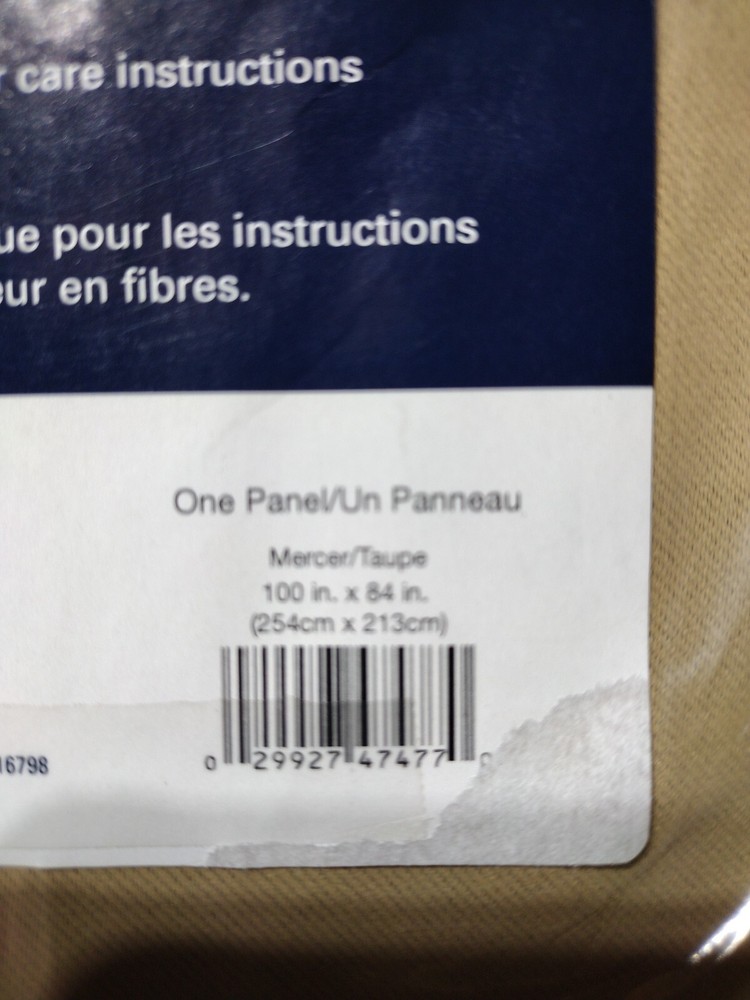 care instructions
ue pour les instructions
eur en fibres.
One Panel/Un Panneau
Mercer/Taupe
100 in. x 84 in.
(254cm x 213cm)
16798
0 29927 47477